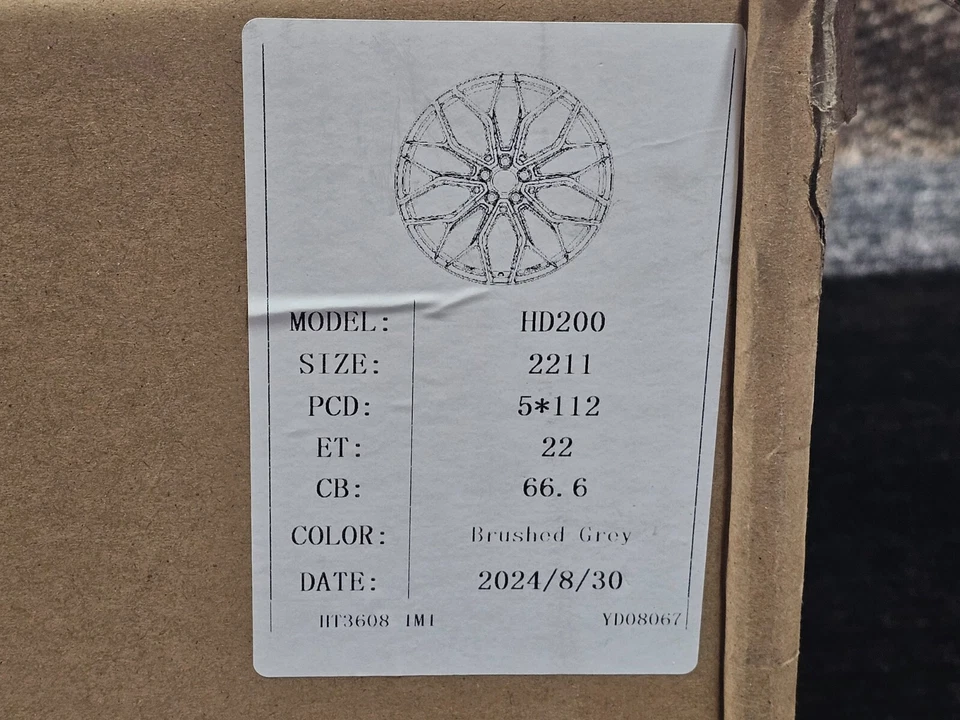 MODEL: HD200
SIZE: 2211
PCD: 5*112
ET: 22
CB: 66.6
COLOR: Brushed Grey
DATE: 2024/8/30
HT3608 1M1 YD08067